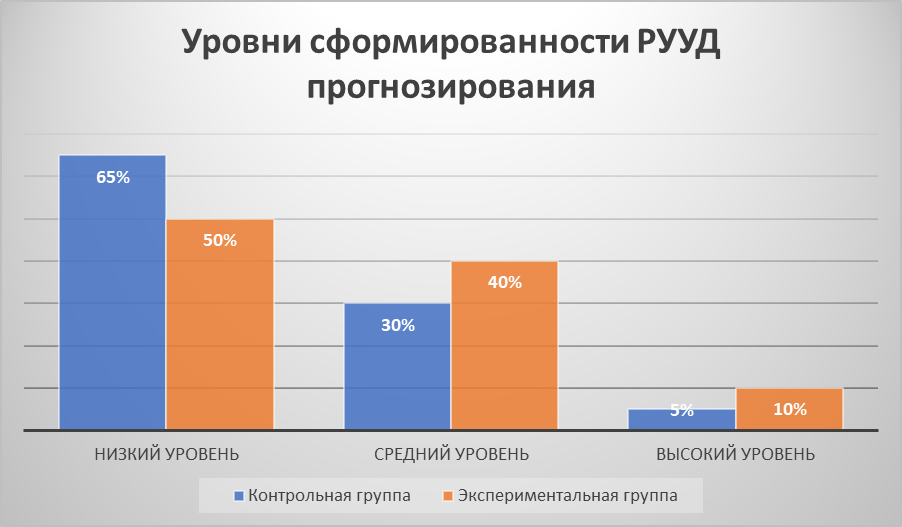 Уровни сформированности РУУД
прогнозирования
65%
50%
30%
40%
5%
10%
НИЗКИЙ УРОВЕНЬ
СРЕДНИЙ УРОВЕНЬ
ВЫСОКИЙ УРОВЕНЬ
Контрольная группа
Экспериментальная группа